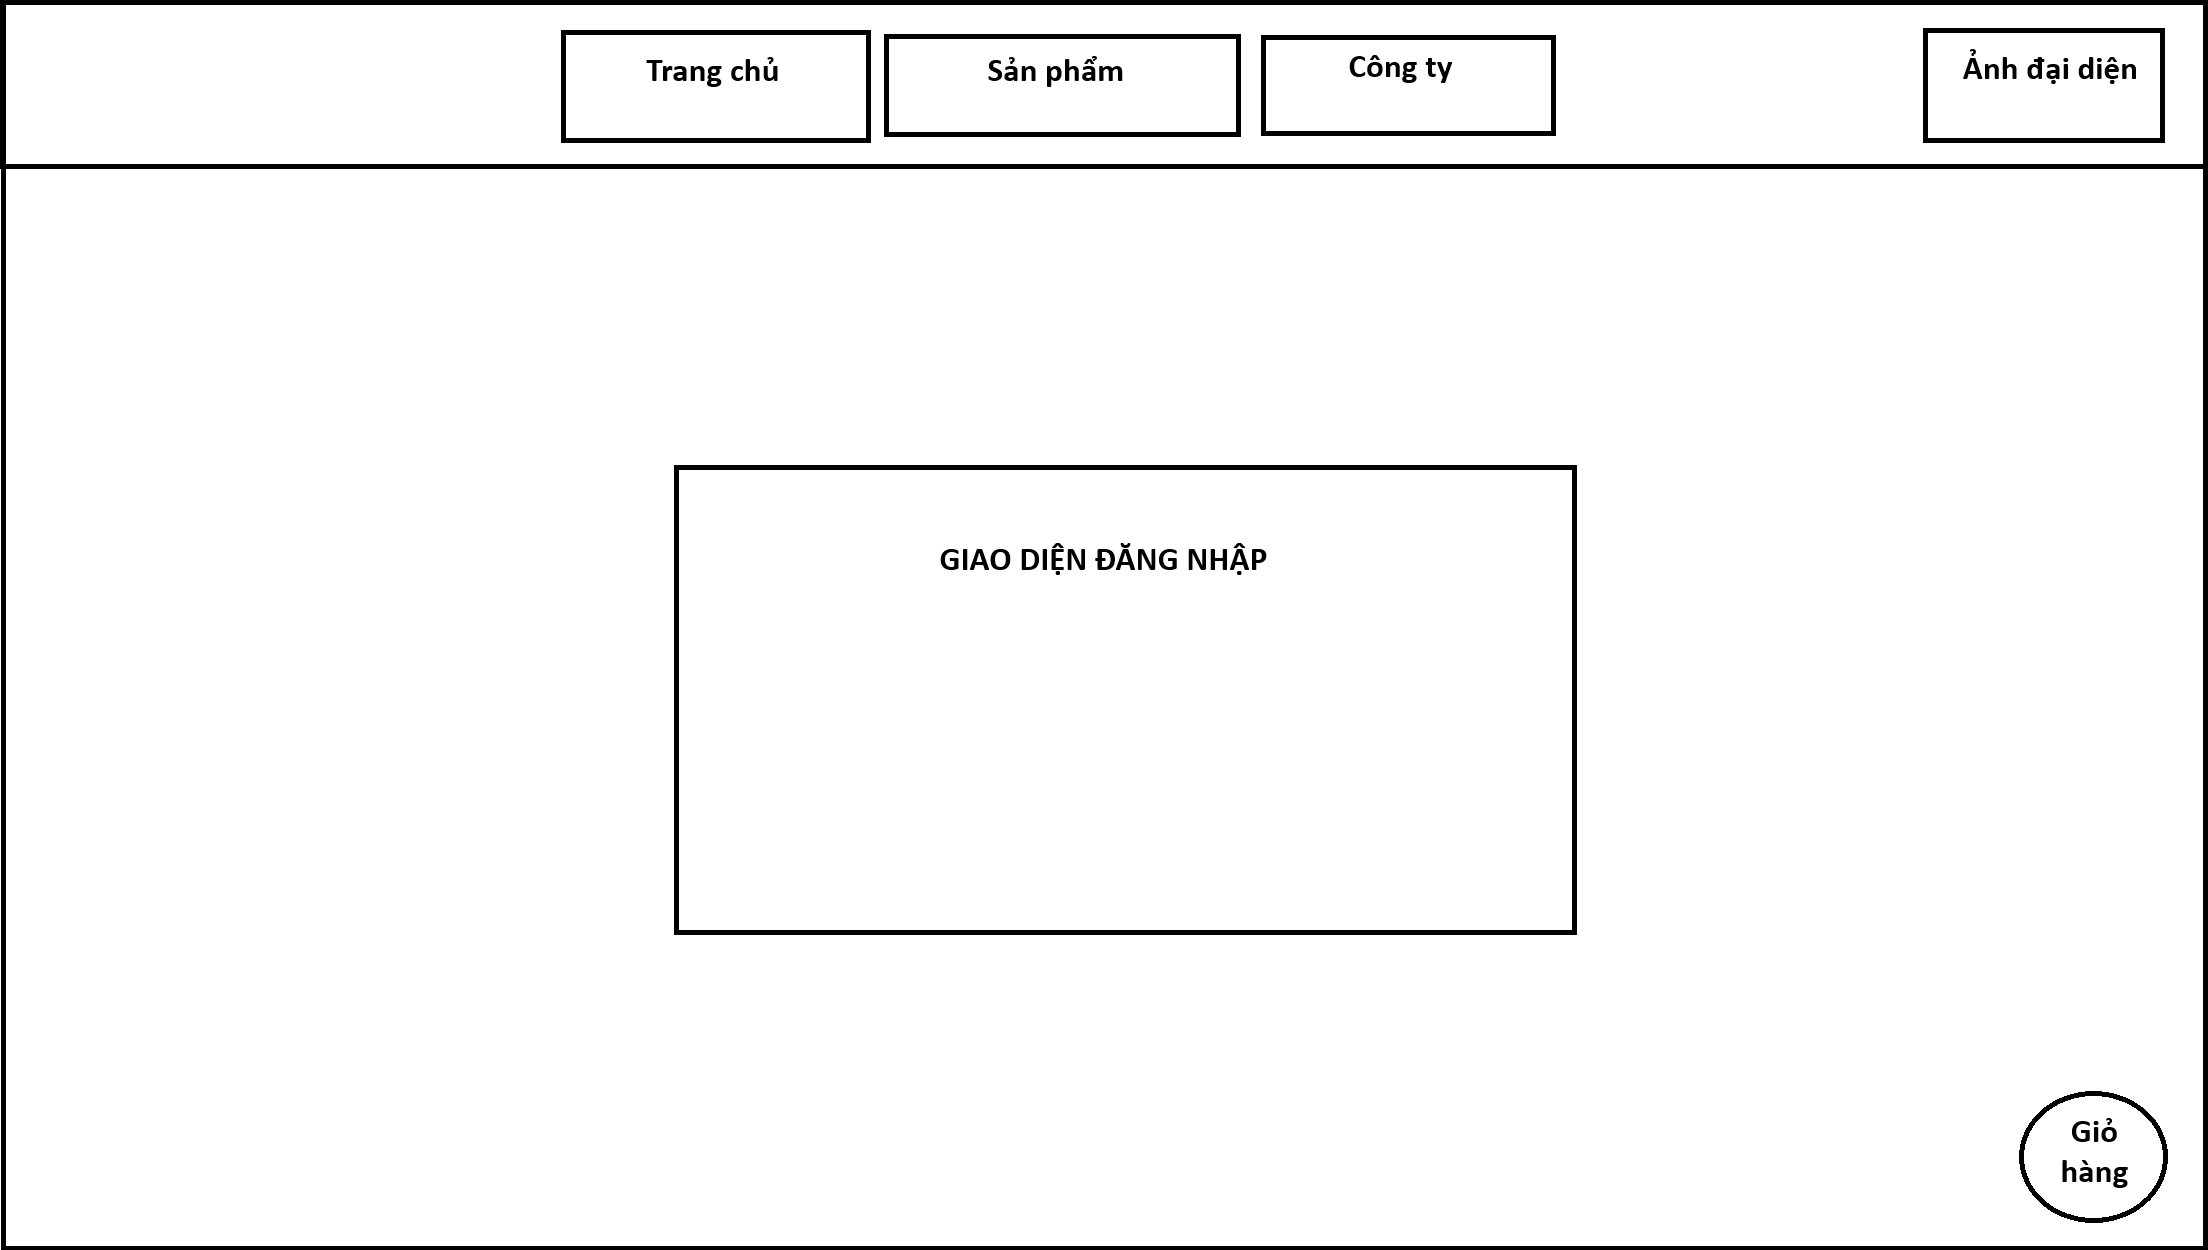 Trang chủ
Sản phẩm
Công ty
Ảnh đại diện
GIAO DIỆN ĐĂNG NHẬP
Giỏ
hàng